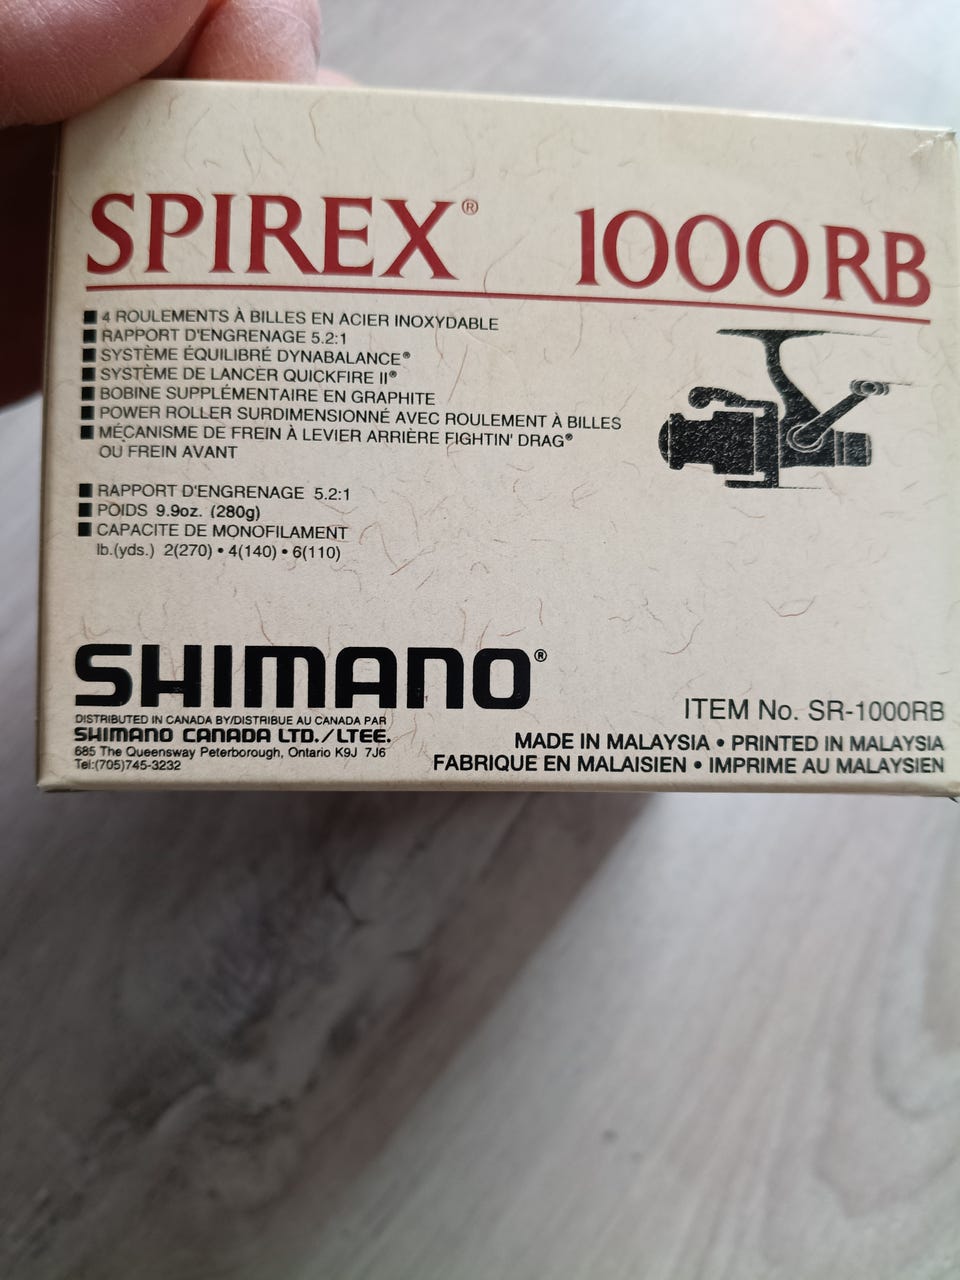 SPIREX® 1000RB
■ 4 ROULEMENTS À BILLES EN ACIER INOXYDABLE
■ RAPPORT D'ENGRENAGE 5.2:1
■ SYSTÈME ÉQUILIBRÉ DYNABALANCE®
■ SYSTÈME DE LANCER QUICKFIRE II®
■ BOBINE SUPPLÉMENTAIRE EN GRAPHITE
■ POWER ROLLER SURDIMENSIONNÉ AVEC ROULEMENT À BILLES
■ MÉCANISME DE FREIN À LEVIER ARRIÈRE FIGHTIN' DRAG®
OU FREIN AVANT
■ RAPPORT D'ENGRENAGE 5.2:1
■ POIDS 9.9oz. (280g)
■ CAPACITE DE MONOFILAMENT
lb.(yds.) 2(270) • 4(140) • 6(110)
SHIMANO®
DISTRIBUTED IN CANADA BY/DISTRIBUE AU CANADA PAR
SHIMANO CANADA LTD./LTEE.
685 The Queensway Peterborough, Ontario K9J 7J6
Tel:(705)745-3232
ITEM No. SR-1000RB
MADE IN MALAYSIA • PRINTED IN MALAYSIA
FABRIQUE EN MALAISIEN • IMPRIME AU MALAYSIEN